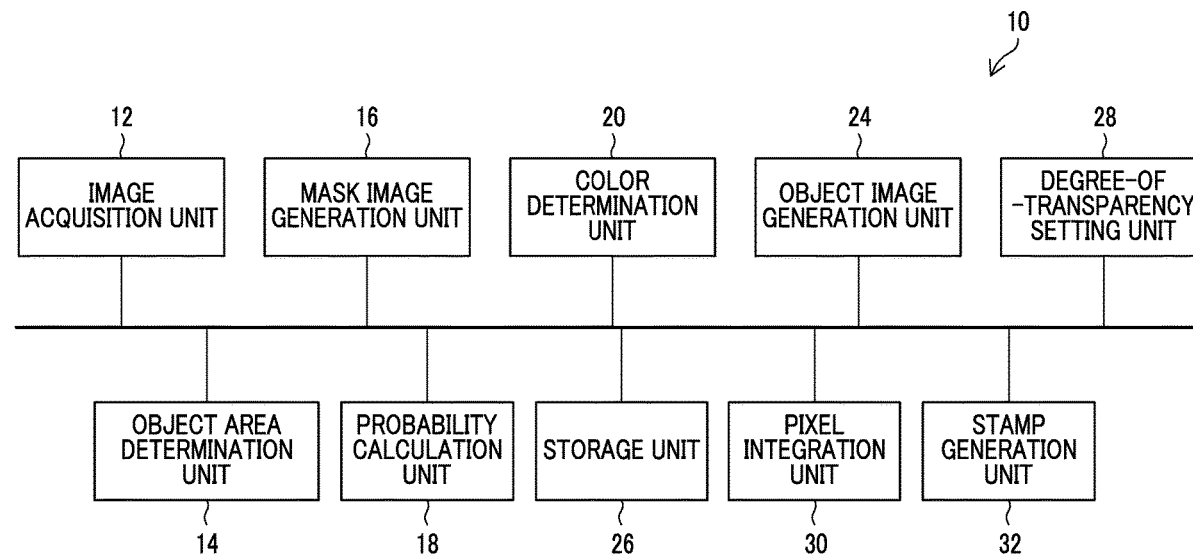 10
12
16
20
24
28
IMAGE
ACQUISITION UNIT
MASK IMAGE
GENERATION UNIT
COLOR
DETERMINATION
UNIT
OBJECT IMAGE
GENERATION UNIT
DEGREE-OF
-TRANSPARENCY
SETTING UNIT
OBJECT AREA
DETERMINATION
UNIT
PROBABILITY
CALCULATION
UNIT
STORAGE UNIT
PIXEL
INTEGRATION
UNIT
STAMP
GENERATION
UNIT
14
18
26
30
32